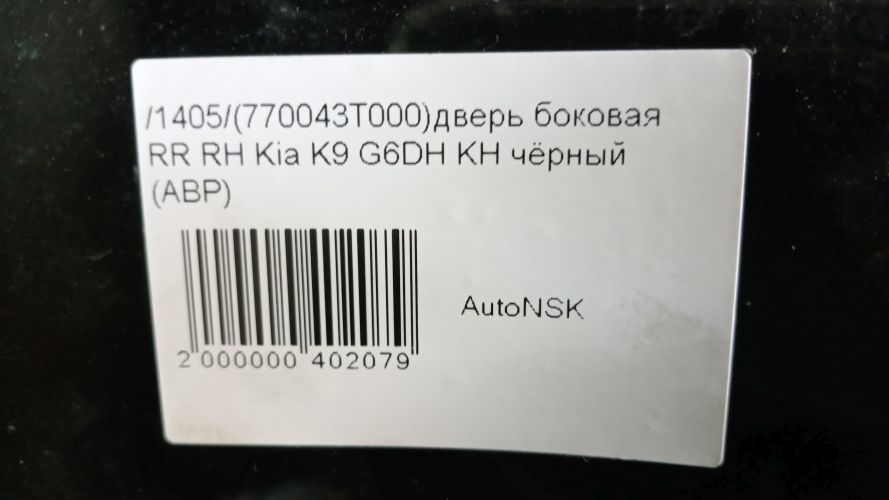 /1405/(770043T000)дверь боковая
RR RH Kia K9 G6DH KH чёрный
(ABP)
AutoNSK
2 000000 402079